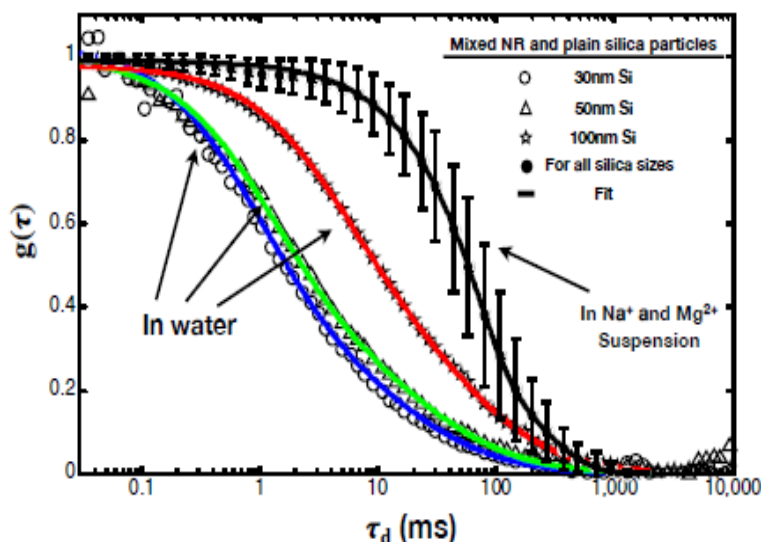 Mixed NR and plain silica particles
30nm Si
50nm Si
100nm Si
For all silica sizes
Fit
In water
In Na⁺ and Mg²⁺
Suspension
g(τ)
1
0.8
0.6
0.4
0.2
0
0.1
1
10
100
1,000
10,000
τd (ms)